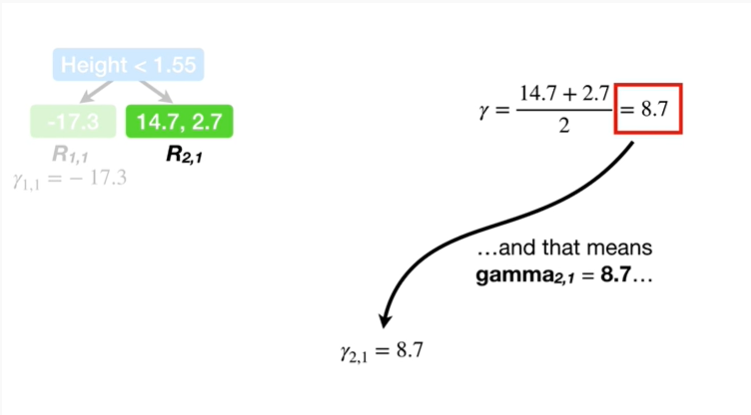 Height < 1.55
-17.3
14.7, 2.7
R1,1
R2,1
γ1,1 = − 17.3
γ = (14.7 + 2.7) / 2 = 8.7
…and that means
gamma2,1 = 8.7…
γ2,1 = 8.7